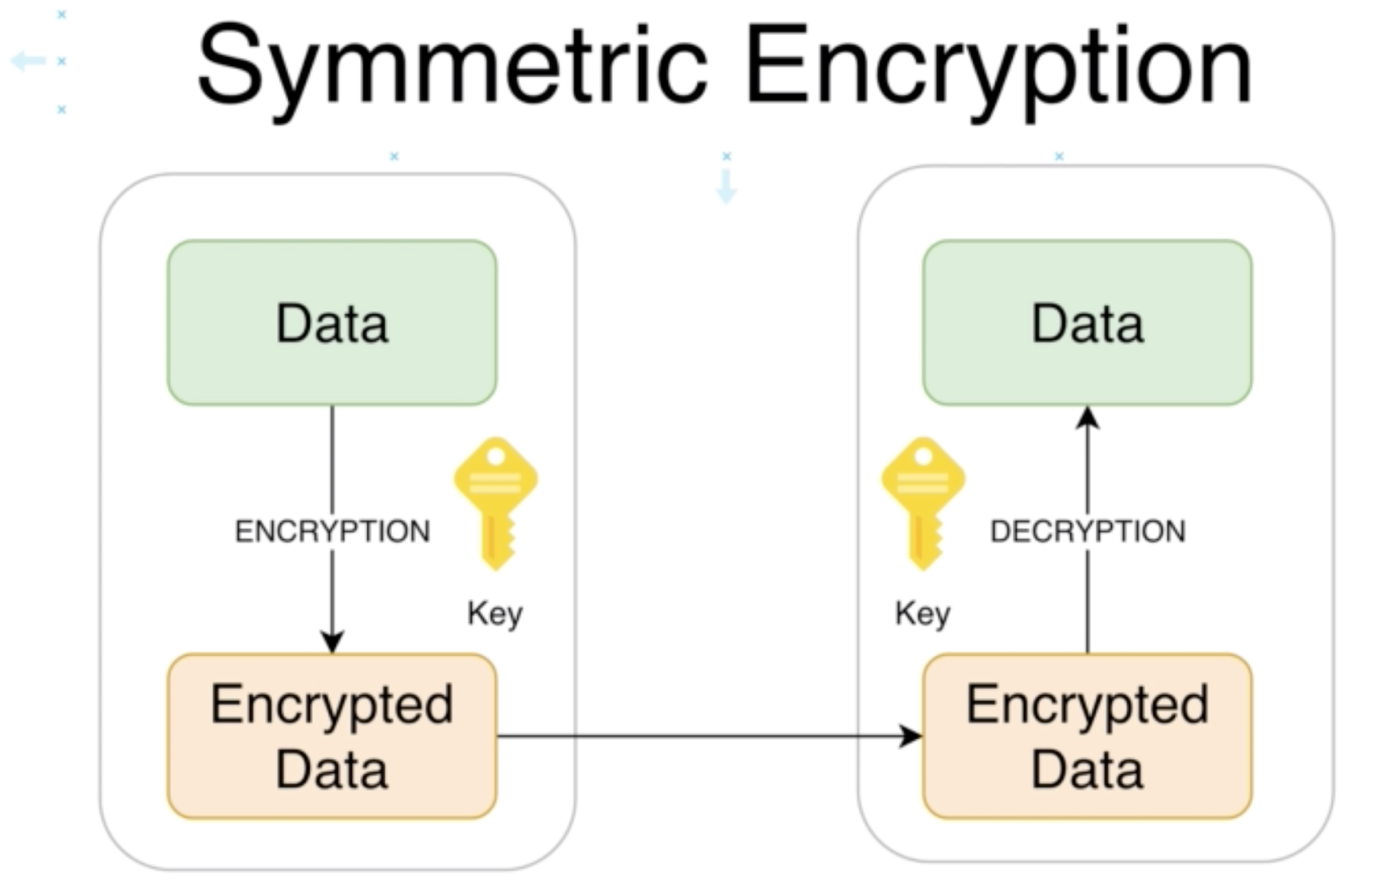 Symmetric Encryption
Data
ENCRYPTION
Key
Encrypted
Data
Data
Key
DECRYPTION
Encrypted
Data